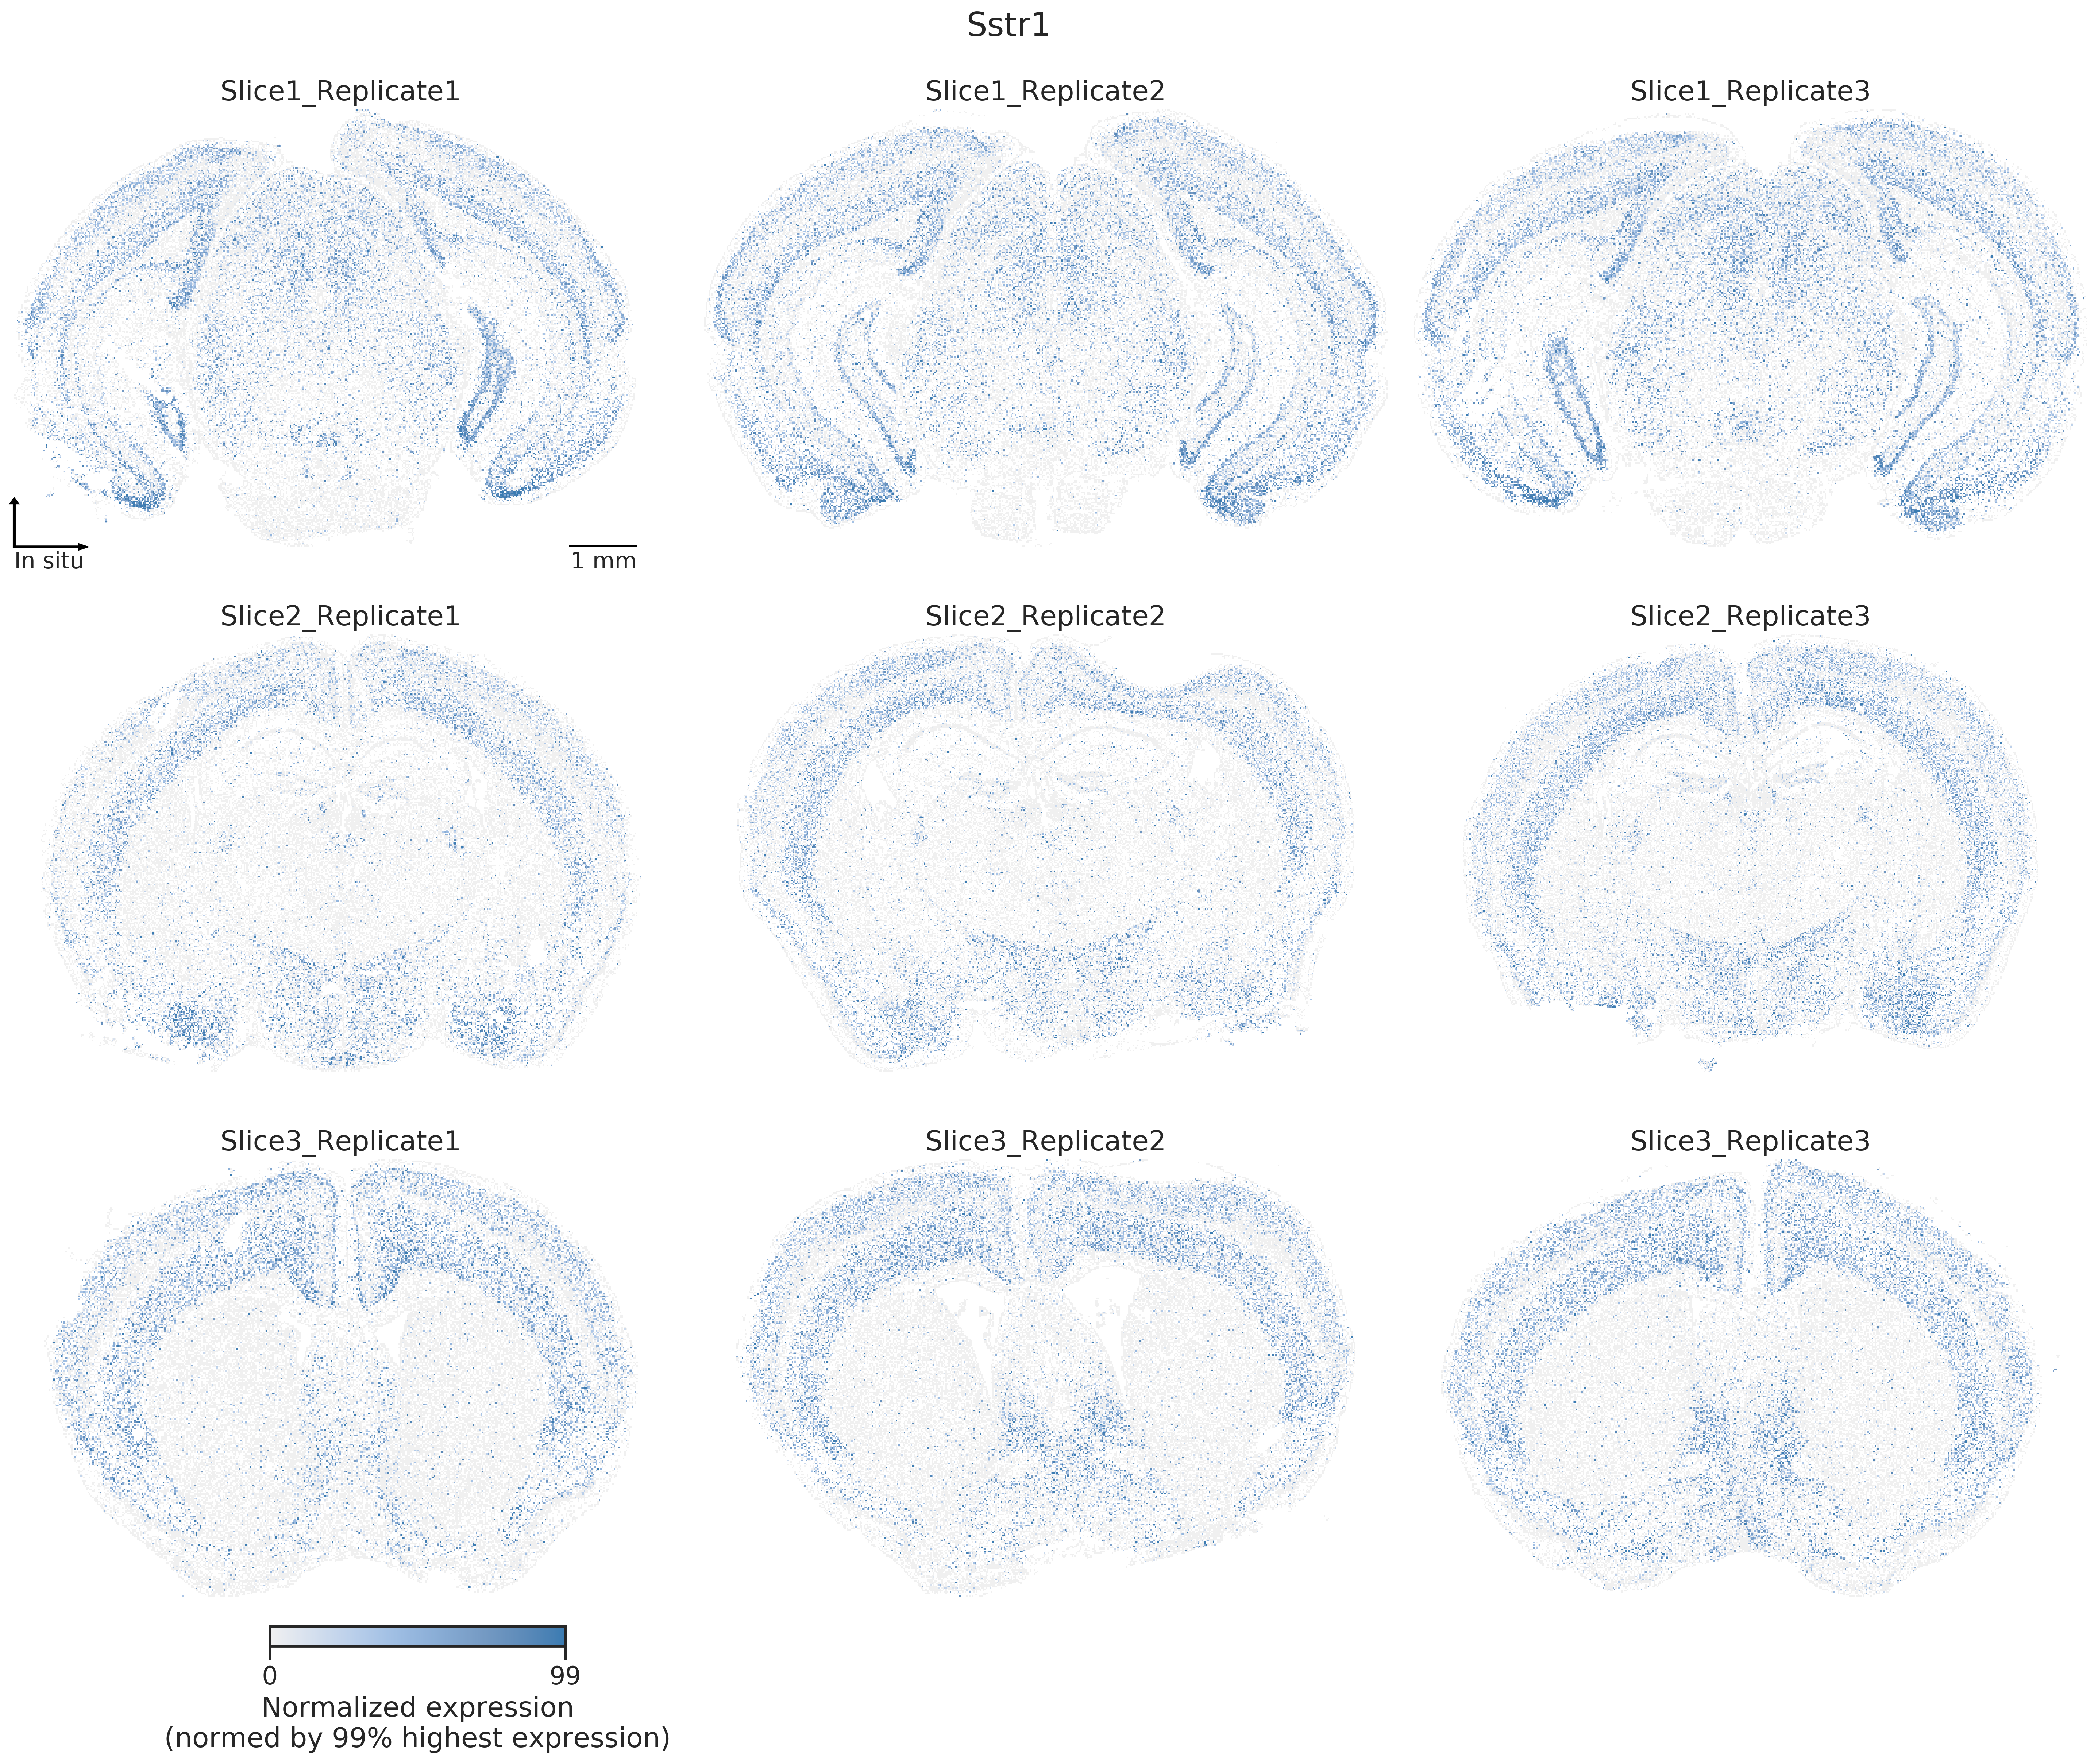 Sstr1
Slice1_Replicate1
Slice1_Replicate2
Slice1_Replicate3
In situ
1 mm
Slice2_Replicate1
Slice2_Replicate2
Slice2_Replicate3
Slice3_Replicate1
Slice3_Replicate2
Slice3_Replicate3
0
99
Normalized expression
(normed by 99% highest expression)